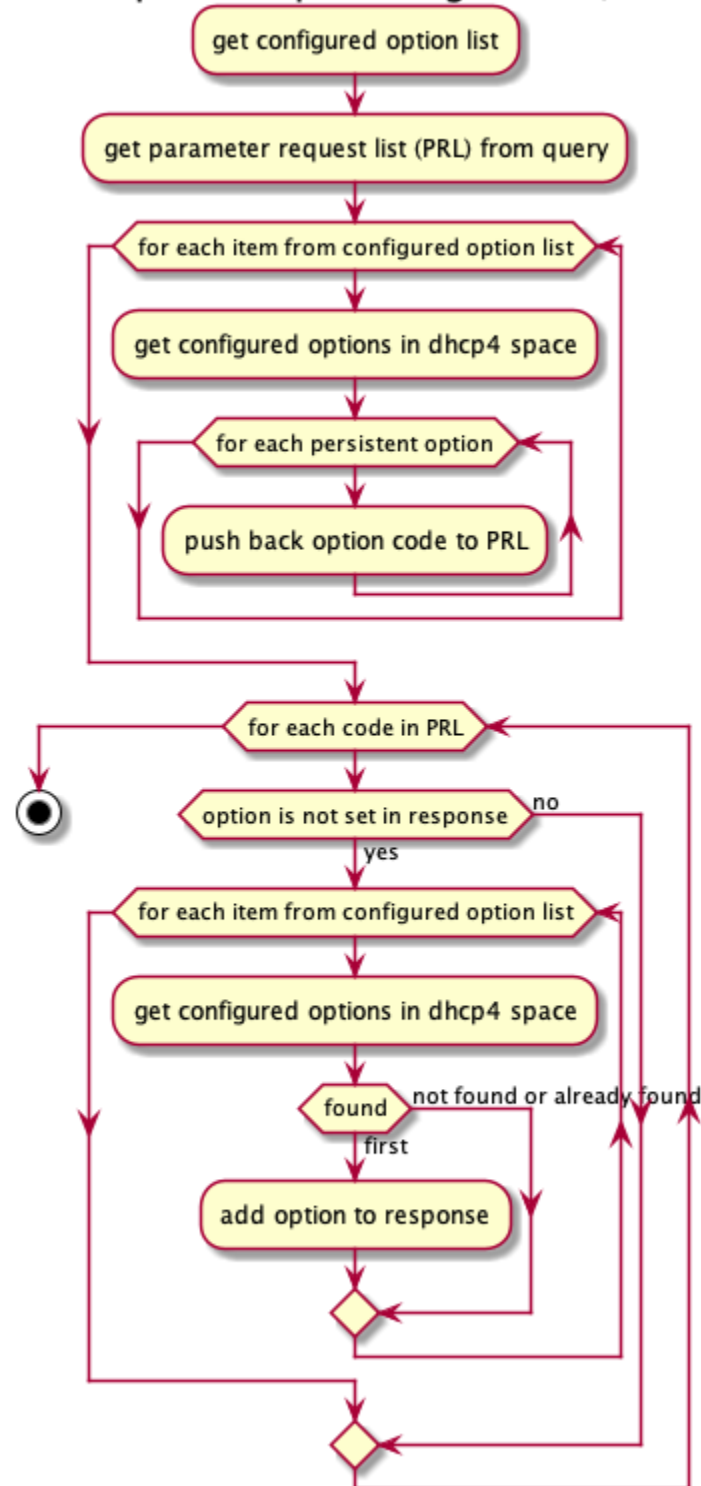 get configured option list
get parameter request list (PRL) from query
for each item from configured option list
get configured options in dhcp4 space
for each persistent option
push back option code to PRL
for each code in PRL
option is not set in response
no
yes
for each item from configured option list
get configured options in dhcp4 space
found
not found or already found
first
add option to response